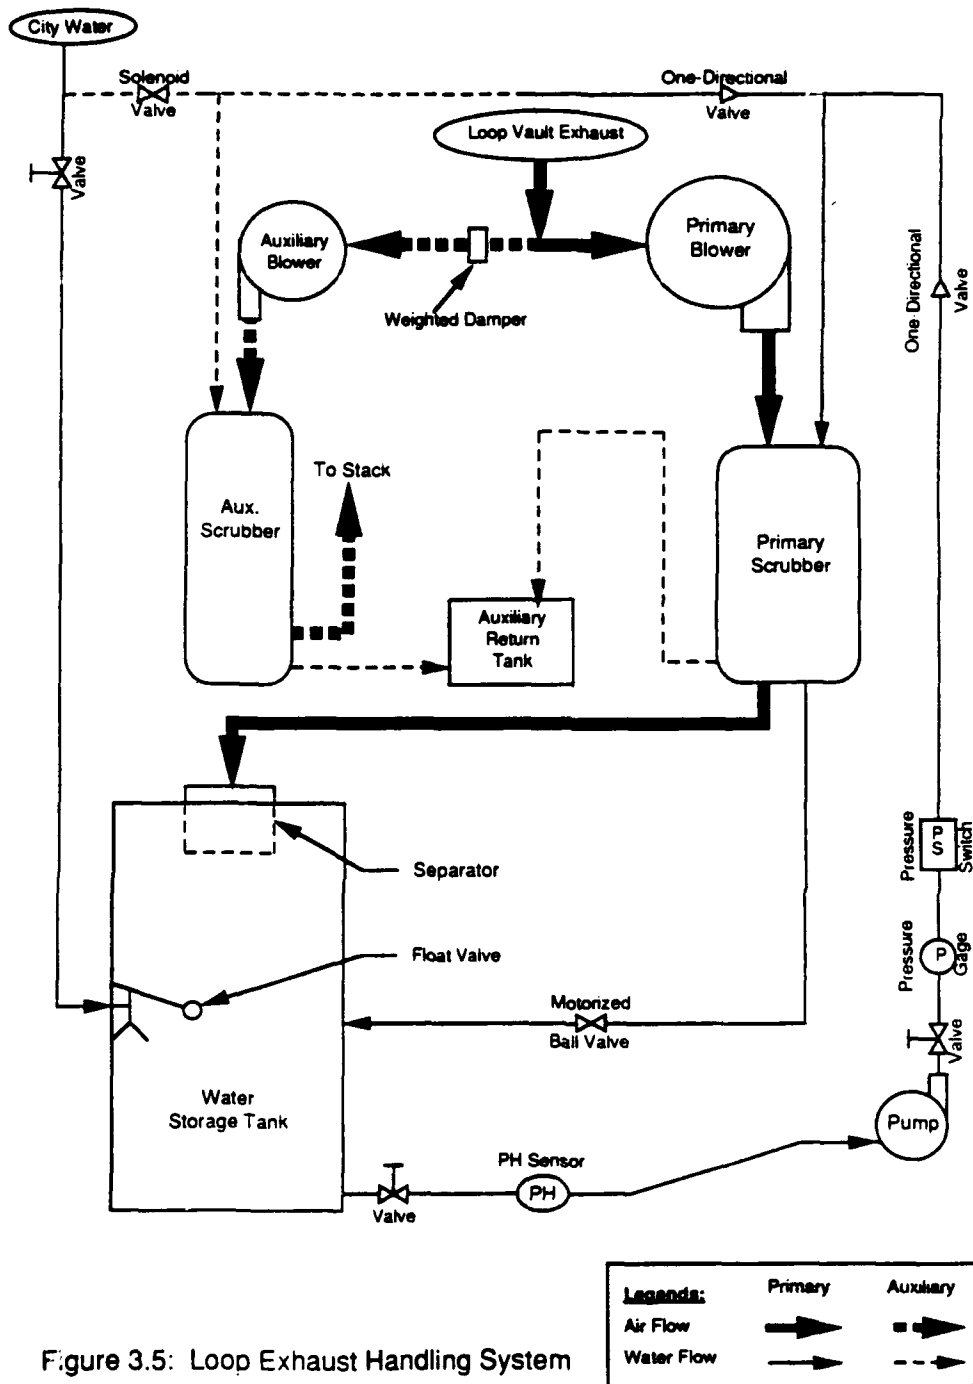 City Water
Solenoid
Valve
One-Directional
Valve
Loop Vault Exhaust
Valve
Auxiliary
Blower
Primary
Blower
Weighted Damper
One-Directional
Valve
To Stack
Aux.
Scrubber
Primary
Scrubber
Auxiliary
Return
Tank
Pressure
PS
Switch
Separator
Float Valve
Pressure
P
Gage
Motorized
Ball Valve
Valve
Water
Storage Tank
Pump
PH Sensor
PH
Valve
Legends: Primary Auxiliary
Air Flow
Water Flow
Figure 3.5: Loop Exhaust Handling System